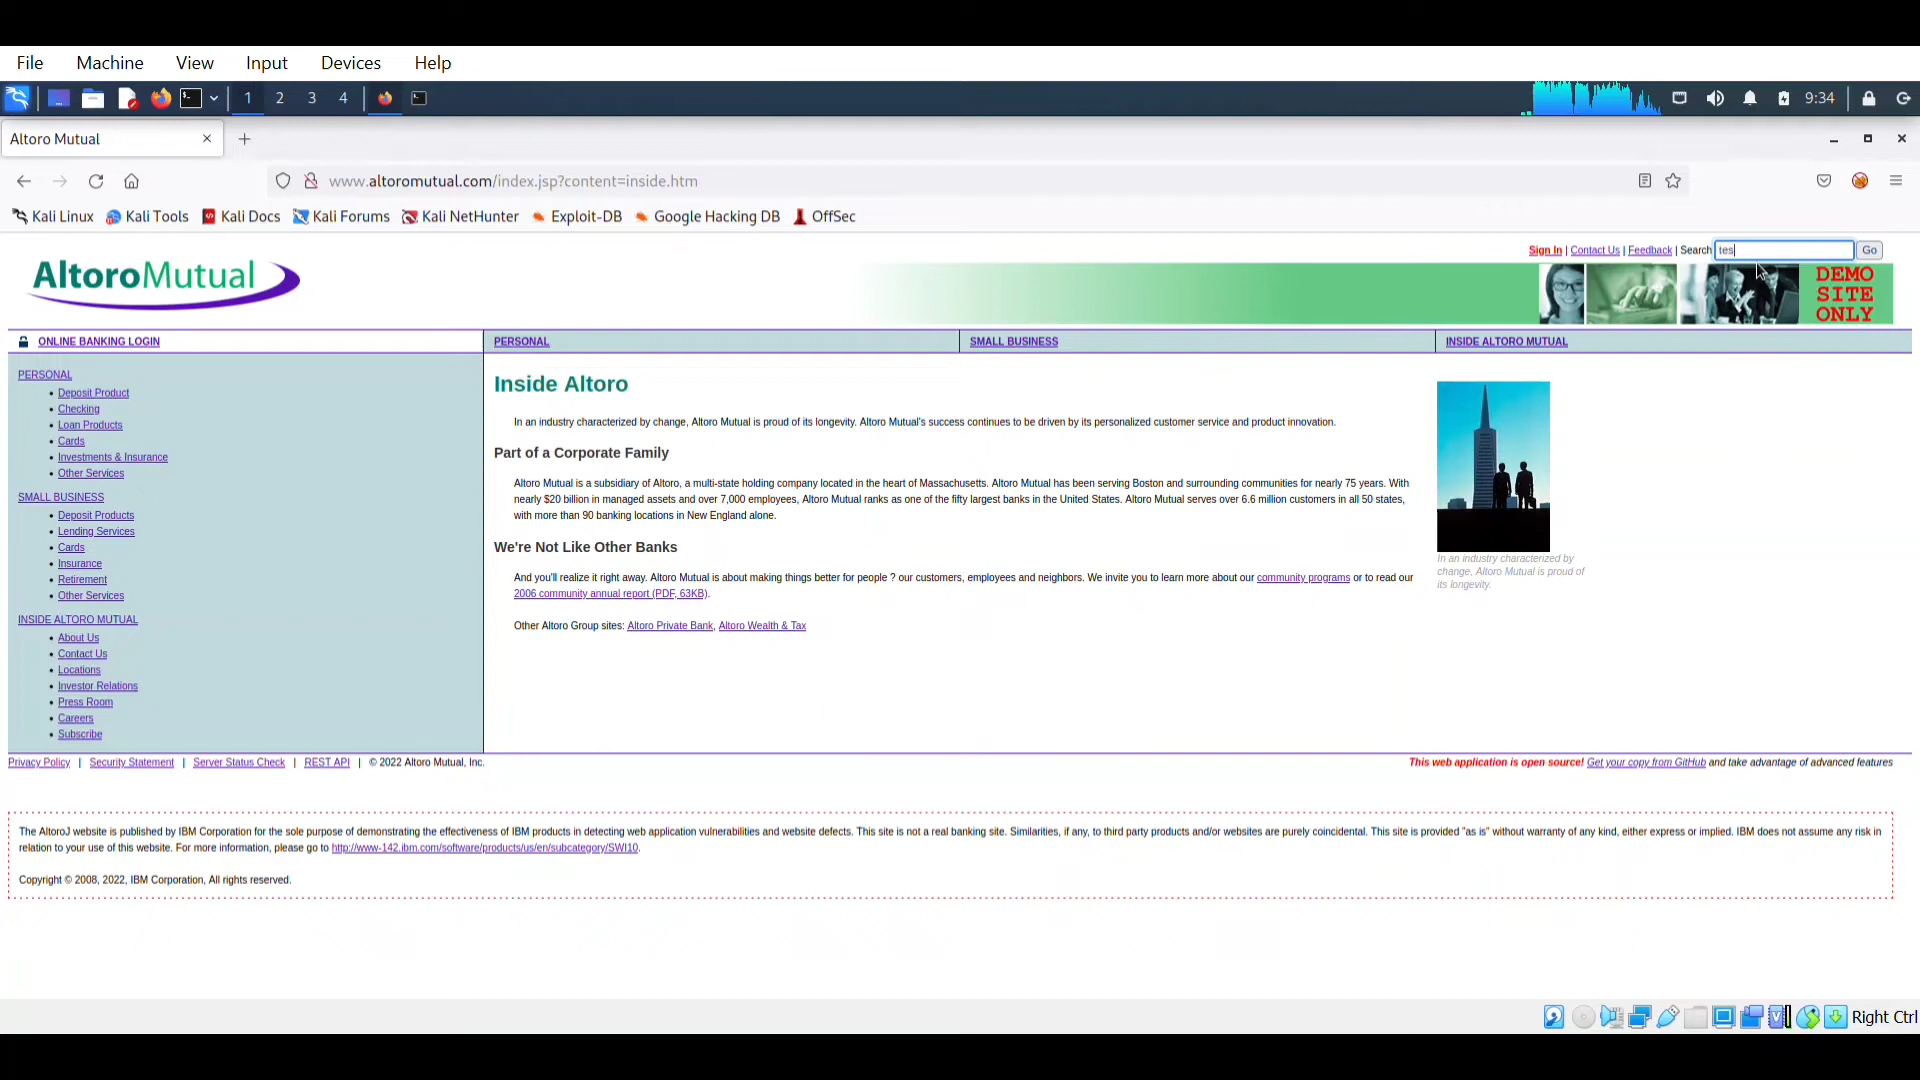 File Machine View Input Devices Help
1 2 3 4 9:34
Altoro Mutual
www.altoromutual.com/index.jsp?content=inside.htm
Kali Linux Kali Tools Kali Docs Kali Forums Kali NetHunter Exploit-DB Google Hacking DB OffSec
Sign In | Contact Us | Feedback | Search tes Go
AltoroMutual
DEMO
SITE
ONLY
ONLINE BANKING LOGIN PERSONAL SMALL BUSINESS INSIDE ALTORO MUTUAL
PERSONAL
Deposit Product
Checking
Loan Products
Cards
Investments & Insurance
Other Services
SMALL BUSINESS
Deposit Products
Lending Services
Cards
Insurance
Retirement
Other Services
INSIDE ALTORO MUTUAL
About Us
Contact Us
Locations
Investor Relations
Press Room
Careers
Subscribe
Inside Altoro
In an industry characterized by change, Altoro Mutual is proud of its longevity. Altoro Mutual's success continues to be driven by its personalized customer service and product innovation.
Part of a Corporate Family
Altoro Mutual is a subsidiary of Altoro, a multi-state holding company located in the heart of Massachusetts. Altoro Mutual has been serving Boston and surrounding communities for nearly 75 years. With
nearly $20 billion in managed assets and over 7,000 employees, Altoro Mutual ranks as one of the fifty largest banks in the United States. Altoro Mutual serves over 6.6 million customers in all 50 states,
with more than 90 banking locations in New England alone.
We're Not Like Other Banks
And you'll realize it right away. Altoro Mutual is about making things better for people ? our customers, employees and neighbors. We invite you to learn more about our community programs or to read our
2006 community annual report (PDF, 63KB).
Other Altoro Group sites: Altoro Private Bank, Altoro Wealth & Tax
In an industry characterized by
change, Altoro Mutual is proud of
its longevity.
Privacy Policy | Security Statement | Server Status Check | REST API | © 2022 Altoro Mutual, Inc.
This web application is open source! Get your copy from GitHub and take advantage of advanced features
The AltoroJ website is published by IBM Corporation for the sole purpose of demonstrating the effectiveness of IBM products in detecting web application vulnerabilities and website defects. This site is not a real banking site. Similarities, if any, to third party products and/or websites are purely coincidental. This site is provided "as is" without warranty of any kind, either express or implied. IBM does not assume any risk in
relation to your use of this website. For more information, please go to http://www-142.ibm.com/software/products/us/en/subcategory/SWI10.
Copyright © 2008, 2022, IBM Corporation, All rights reserved.
Right Ctrl